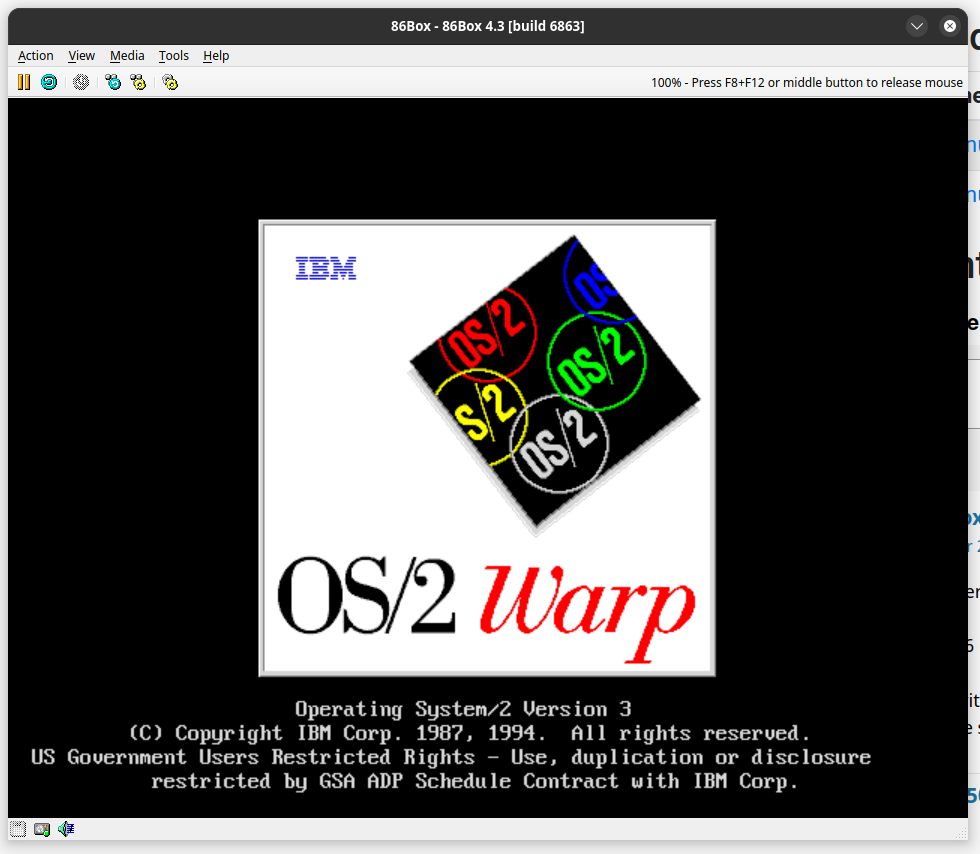 86Box - 86Box 4.3 [build 6863]
Action View Media Tools Help
100% - Press F8+F12 or middle button to release mouse
IBM
OS
OS/2
OS/2
S/2
OS/2
OS/2 Warp
Operating System/2 Version 3
(C) Copyright IBM Corp. 1987, 1994. All rights reserved.
US Government Users Restricted Rights - Use, duplication or disclosure
restricted by GSA ADP Schedule Contract with IBM Corp.